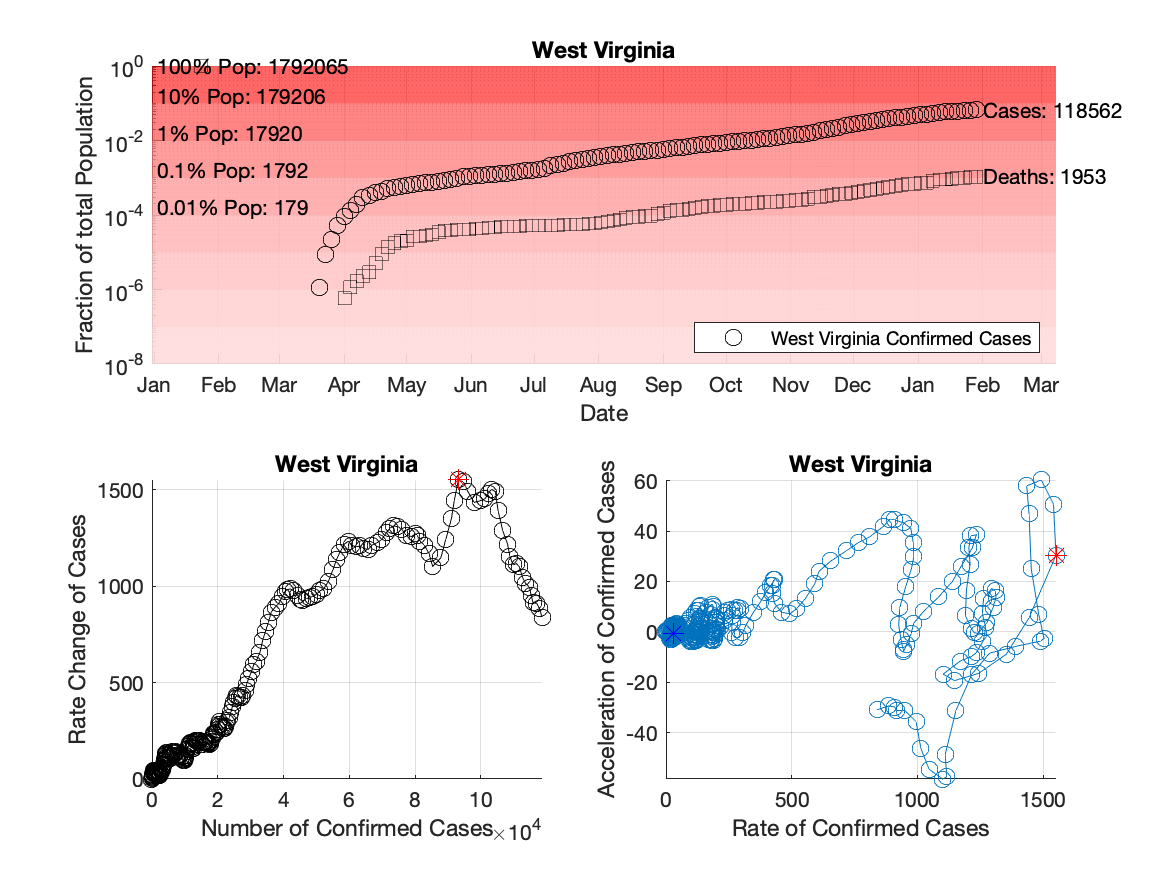 West Virginia
Fraction of total Population
10^0
10^-2
10^-4
10^-6
10^-8
100% Pop: 1792065
10% Pop: 179206
1% Pop: 17920
0.1% Pop: 1792
0.01% Pop: 179
Cases: 118562
Deaths: 1953
West Virginia Confirmed Cases
Jan Feb Mar Apr May Jun Jul Aug Sep Oct Nov Dec Jan Feb Mar
Date
West Virginia
Rate Change of Cases
1500
1000
500
0
0 2 4 6 8 10
Number of Confirmed Cases ×10^4
West Virginia
Acceleration of Confirmed Cases
60
40
20
0
-20
-40
0 500 1000 1500
Rate of Confirmed Cases